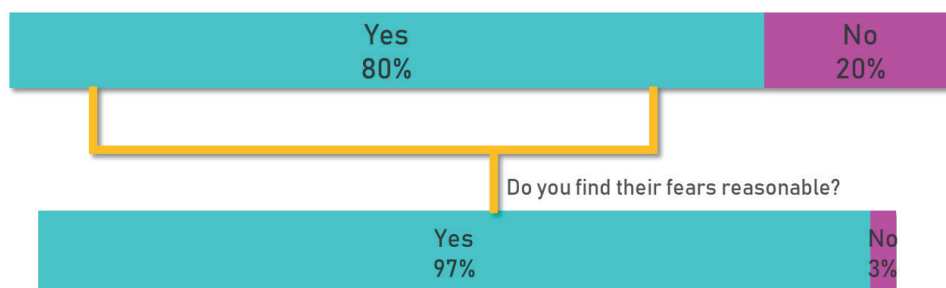 Yes
80%
No
20%
Do you find their fears reasonable?
Yes
97%
No
3%